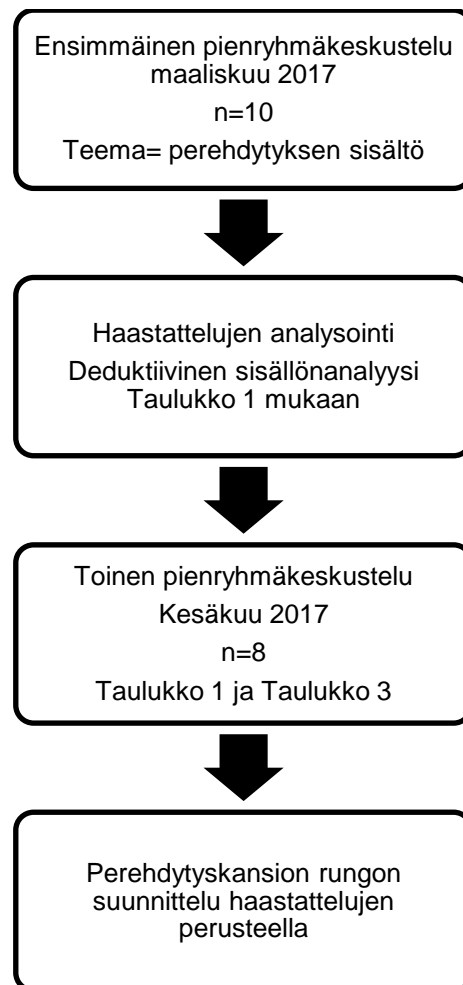 Ensimmäinen pienryhmäkeskustelu
maaliskuu 2017
n=10
Teema= perehdytyksen sisältö
Haastattelujen analysointi
Deduktiivinen sisällönanalyysi
Taulukko 1 mukaan
Toinen pienryhmäkeskustelu
Kesäkuu 2017
n=8
Taulukko 1 ja Taulukko 3
Perehdytyskansion rungon
suunnittelu haastattelujen
perusteella